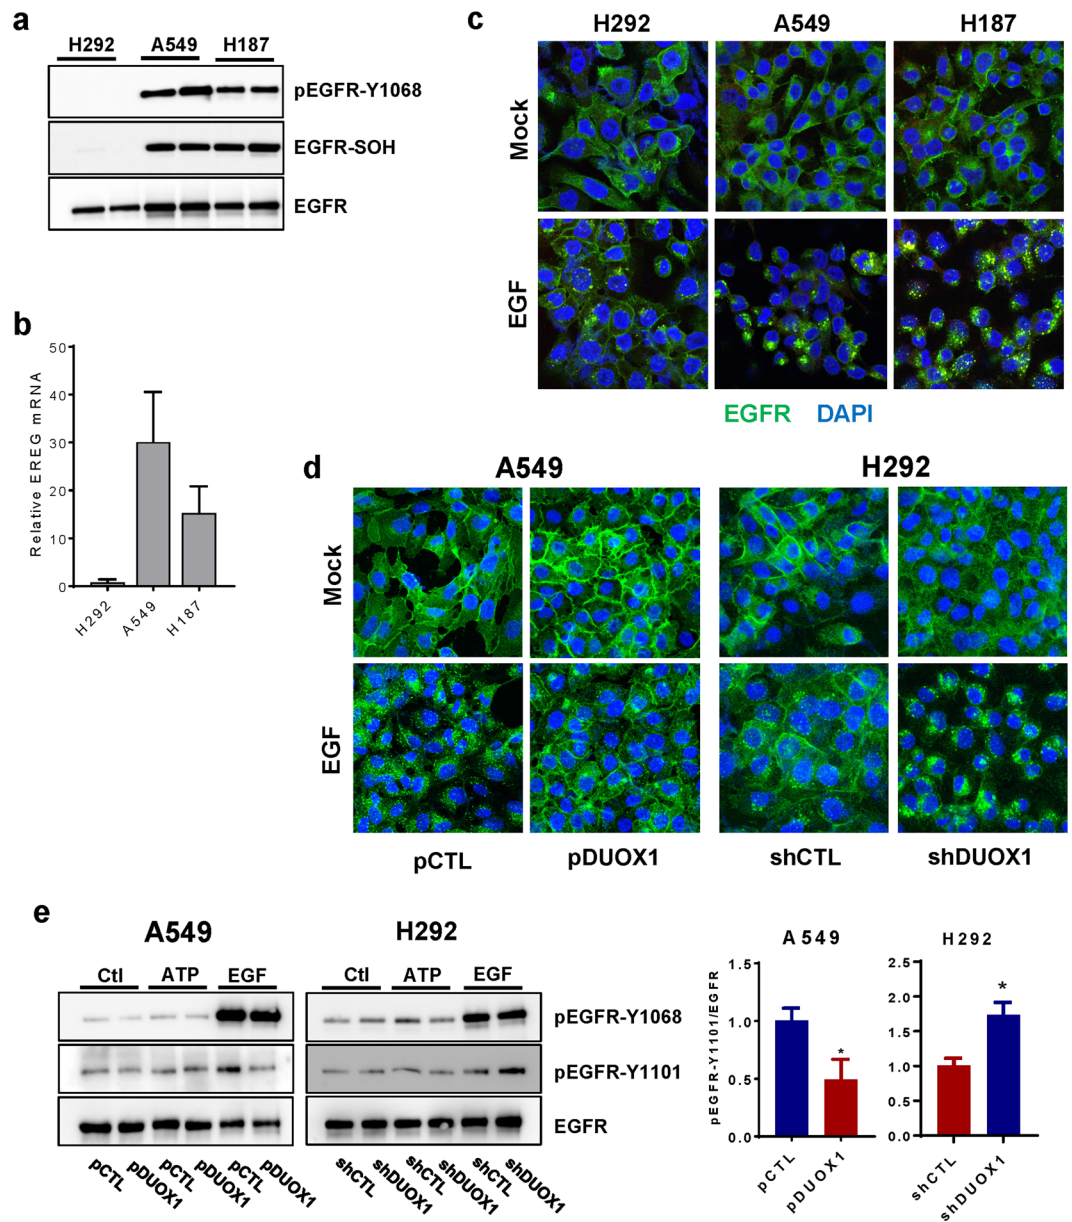 a
H292 A549 H187
pEGFR-Y1068
EGFR-SOH
EGFR
b
Relative EREG mRNA
50
40
30
20
10
0
H292
A549
H187
c
H292 A549 H187
Mock
EGF
EGFR DAPI
d
A549 H292
Mock
EGF
pCTL pDUOX1 shCTL shDUOX1
e
A549 H292
Ctl ATP EGF Ctl ATP EGF
pEGFR-Y1068
pEGFR-Y1101
EGFR
pCTL pDUOX1 pCTL pDUOX1 pCTL pDUOX1
shCTL shDUOX1 shCTL shDUOX1 shCTL shDUOX1
A549
pEGFR-Y1101/EGFR
1.5
1.0
0.5
0.0
*
pCTL
pDUOX1
H292
2.5
2.0
1.5
1.0
0.5
0.0
*
shCTL
shDUOX1